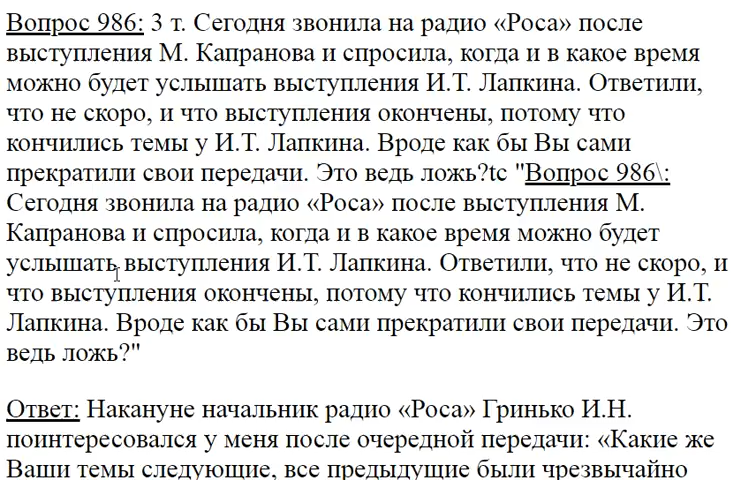 Вопрос 986: 3 т. Сегодня звонила на радио «Роса» после
выступления М. Капранова и спросила, когда и в какое время
можно будет услышать выступления И.Т. Лапкина. Ответили,
что не скоро, и что выступления окончены, потому что
кончились темы у И.Т. Лапкина. Вроде как бы Вы сами
прекратили свои передачи. Это ведь ложь?tc "Вопрос 986\:
Сегодня звонила на радио «Роса» после выступления М.
Капранова и спросила, когда и в какое время можно будет
услышать выступления И.Т. Лапкина. Ответили, что не скоро, и
что выступления окончены, потому что кончились темы у И.Т.
Лапкина. Вроде как бы Вы сами прекратили свои передачи. Это
ведь ложь?"
Ответ: Накануне начальник радио «Роса» Гринько И.Н.
поинтересовался у меня после очередной передачи: «Какие же
Ваши темы следующие, все предыдущие были чрезвычайно